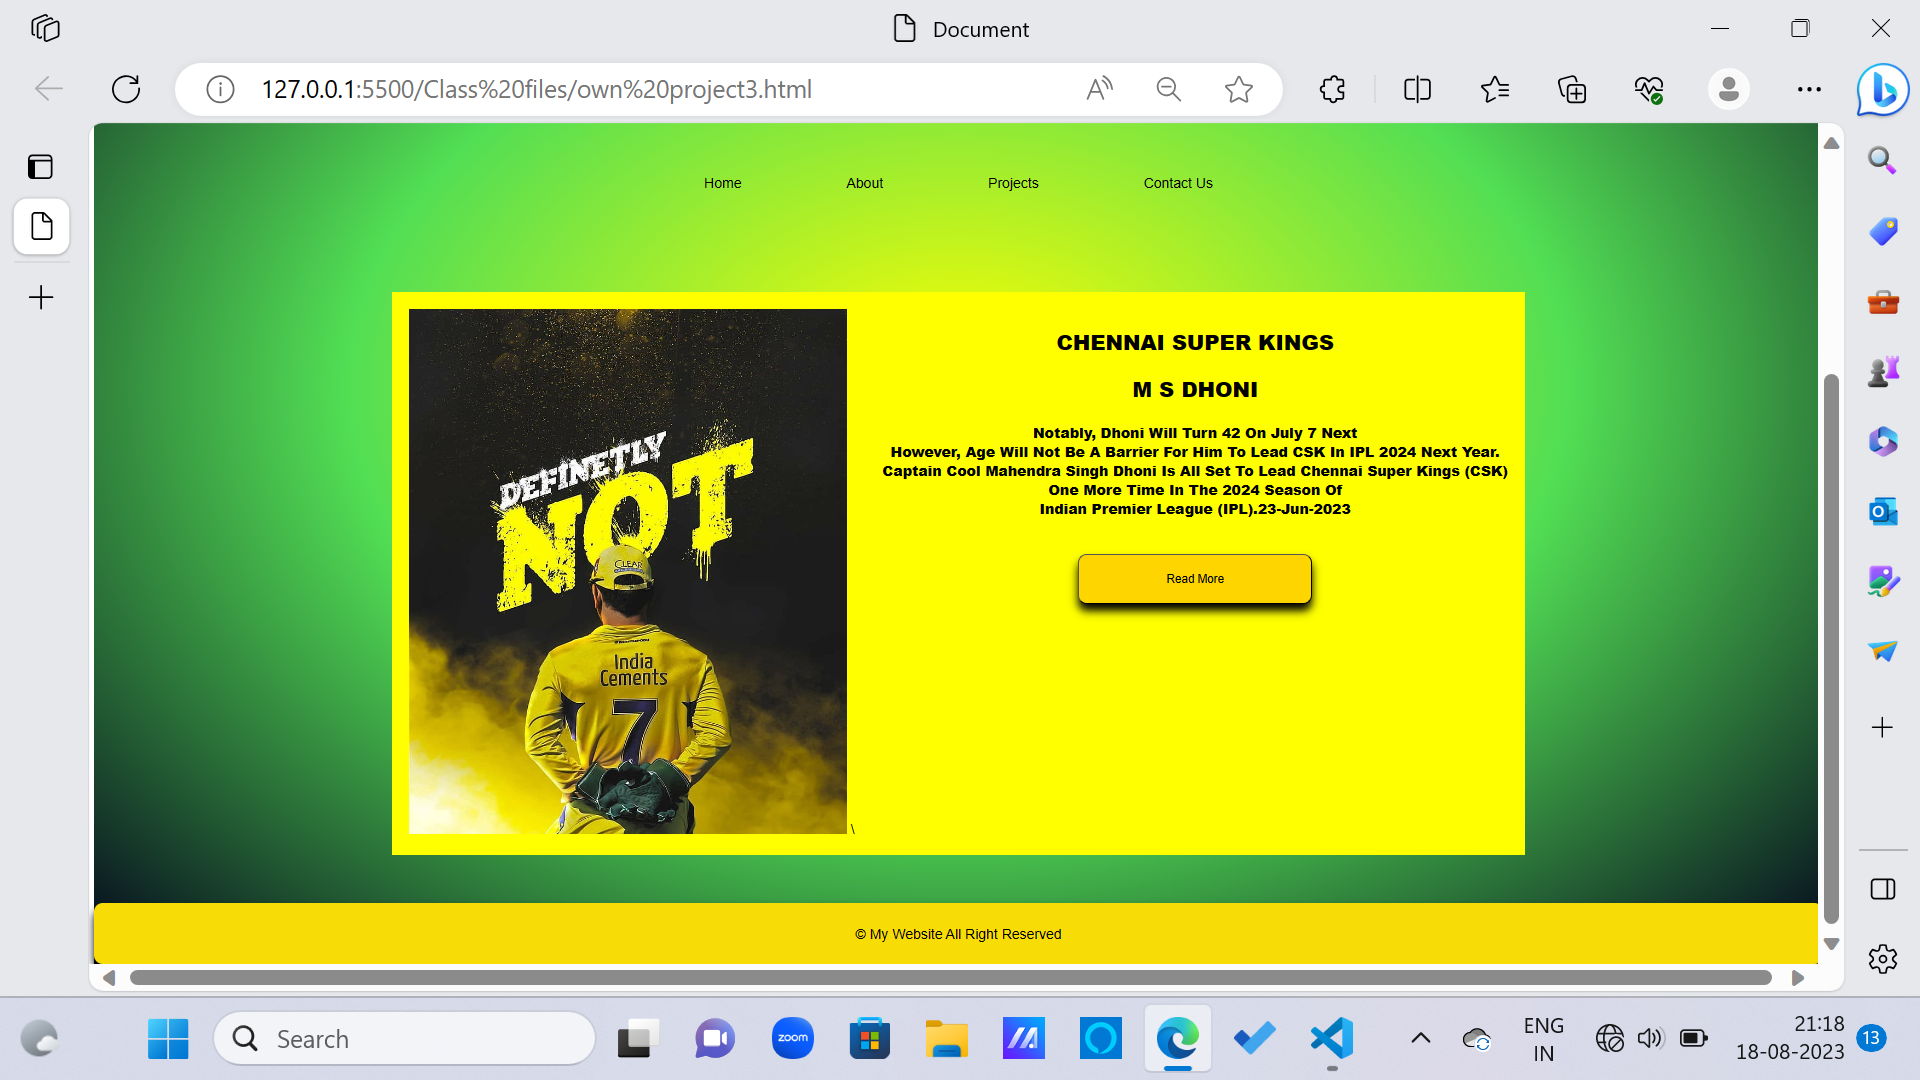 Document
127.0.0.1:5500/Class%20files/own%20project3.html
Home About Projects Contact Us
DEFINETLY
NOT
CLEAR
India
Cements
7
\
CHENNAI SUPER KINGS
M S DHONI
Notably, Dhoni Will Turn 42 On July 7 Next
However, Age Will Not Be A Barrier For Him To Lead CSK In IPL 2024 Next Year.
Captain Cool Mahendra Singh Dhoni Is All Set To Lead Chennai Super Kings (CSK)
One More Time In The 2024 Season Of
Indian Premier League (IPL).23-Jun-2023
Read More
© My Website All Right Reserved
Search
zoom
ENG
IN
21:18
18-08-2023
13